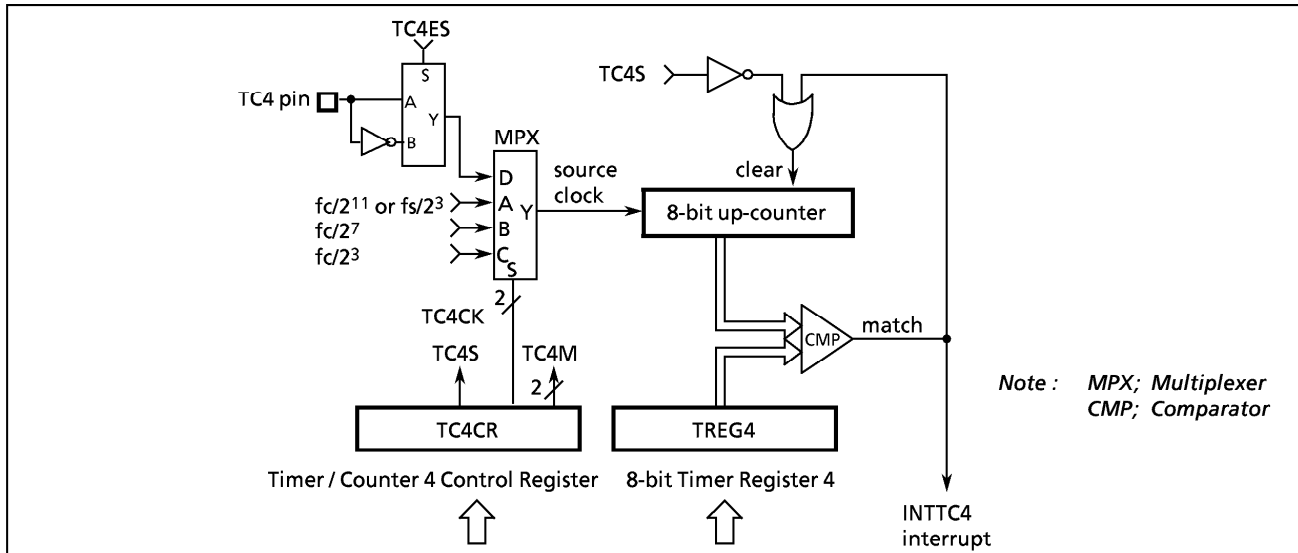 TC4ES
S
TC4 pin
A
Y
B
TC4S
MPX
D
fc/2¹¹ or fs/2³
A
Y
fc/2⁷
B
fc/2³
C
S
source
clock
clear
8-bit up-counter
2
TC4CK
TC4S
TC4M
2
CMP
match
Note :   MPX; Multiplexer
CMP; Comparator
TC4CR
TREG4
Timer / Counter 4 Control Register
8-bit Timer Register 4
INTTC4
interrupt